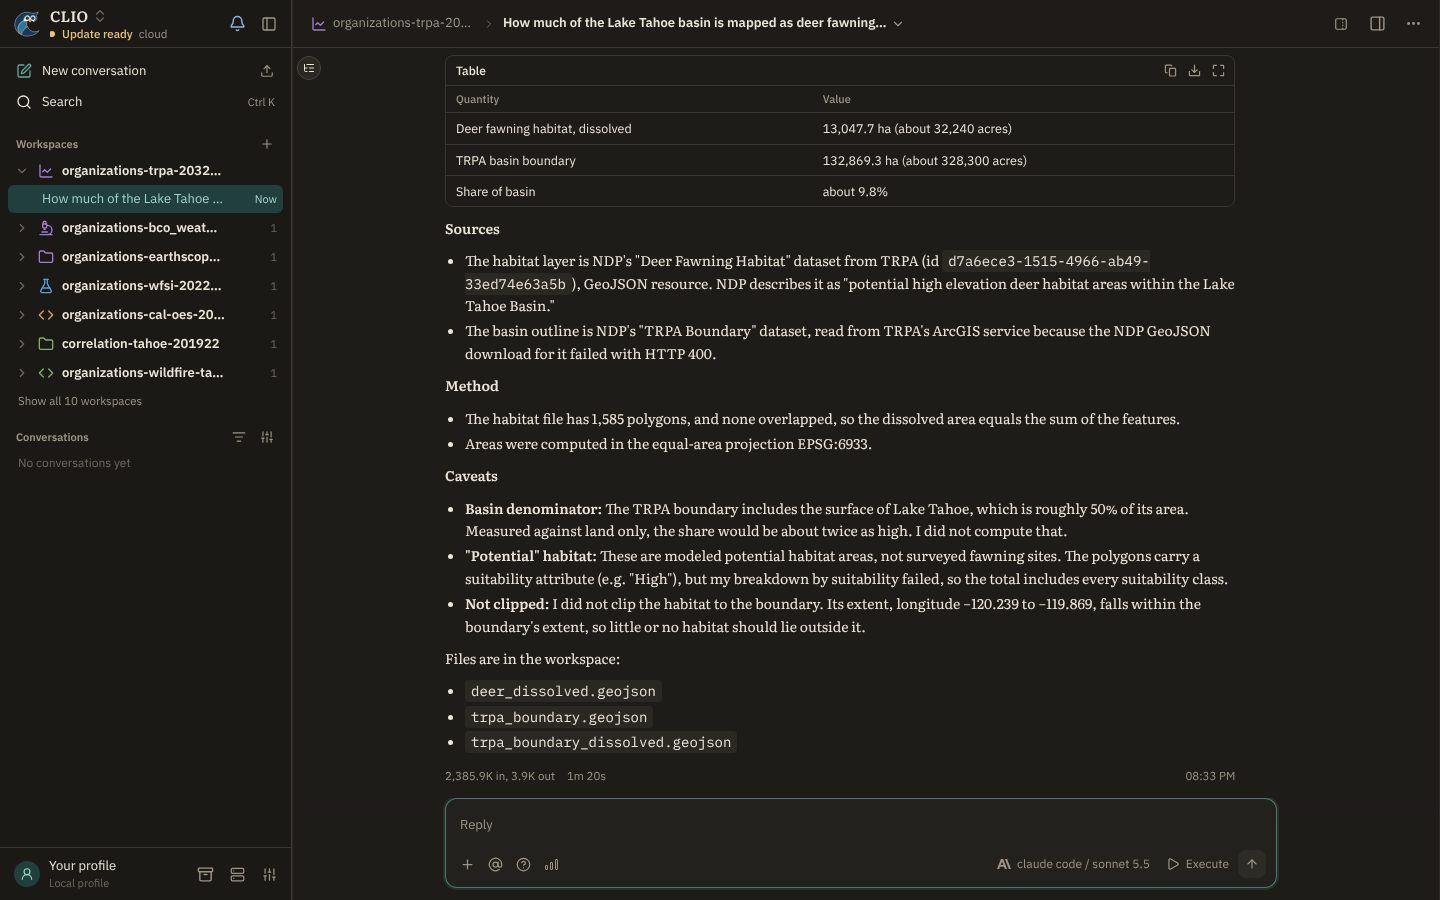 CLIO
Update ready cloud
New conversation
Search Ctrl K
Workspaces
organizations-trpa-2032...
How much of the Lake Tahoe ... Now
organizations-bco_weat... 1
organizations-earthscop... 1
organizations-wfsi-2022... 1
organizations-cal-oes-20... 1
correlation-tahoe-201922 1
organizations-wildfire-ta... 1
Show all 10 workspaces
Conversations
No conversations yet
Your profile
Local profile
organizations-trpa-20... How much of the Lake Tahoe basin is mapped as deer fawning...
Table
Quantity Value
Deer fawning habitat, dissolved 13,047.7 ha (about 32,240 acres)
TRPA basin boundary 132,869.3 ha (about 328,300 acres)
Share of basin about 9.8%
Sources
• The habitat layer is NDP's "Deer Fawning Habitat" dataset from TRPA (id d7a6ece3-1515-4966-ab49-
33ed74e63a5b ), GeoJSON resource. NDP describes it as "potential high elevation deer habitat areas within the Lake
Tahoe Basin."
• The basin outline is NDP's "TRPA Boundary" dataset, read from TRPA's ArcGIS service because the NDP GeoJSON
download for it failed with HTTP 400.
Method
• The habitat file has 1,585 polygons, and none overlapped, so the dissolved area equals the sum of the features.
• Areas were computed in the equal-area projection EPSG:6933.
Caveats
• Basin denominator: The TRPA boundary includes the surface of Lake Tahoe, which is roughly 50% of its area.
Measured against land only, the share would be about twice as high. I did not compute that.
• "Potential" habitat: These are modeled potential habitat areas, not surveyed fawning sites. The polygons carry a
suitability attribute (e.g. "High"), but my breakdown by suitability failed, so the total includes every suitability class.
• Not clipped: I did not clip the habitat to the boundary. Its extent, longitude −120.239 to −119.869, falls within the
boundary's extent, so little or no habitat should lie outside it.
Files are in the workspace:
• deer_dissolved.geojson
• trpa_boundary.geojson
• trpa_boundary_dissolved.geojson
2,385.9K in, 3.9K out 1m 20s 08:33 PM
Reply
claude code / sonnet 5.5 Execute